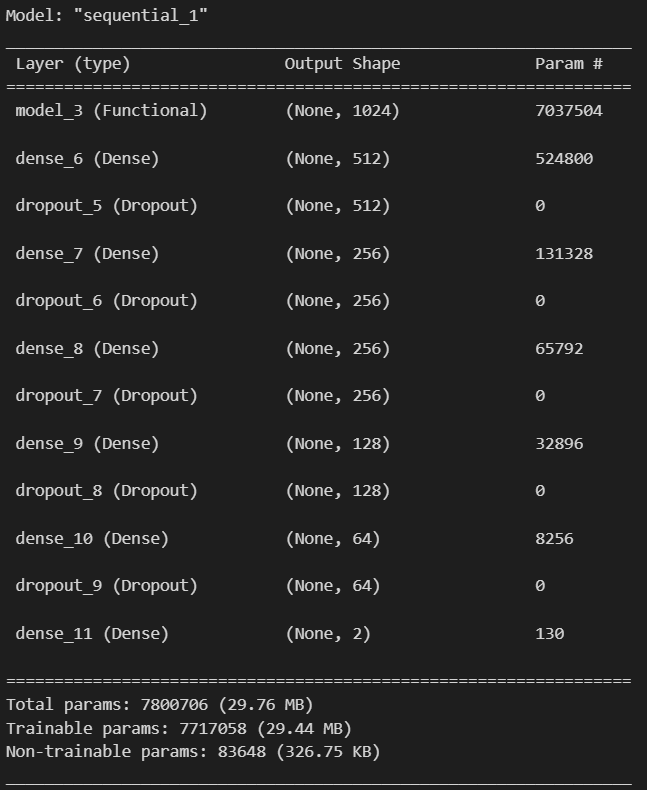 Model: "sequential_1"
Layer (type) Output Shape Param #
model_3 (Functional) (None, 1024) 7037504
dense_6 (Dense) (None, 512) 524800
dropout_5 (Dropout) (None, 512) 0
dense_7 (Dense) (None, 256) 131328
dropout_6 (Dropout) (None, 256) 0
dense_8 (Dense) (None, 256) 65792
dropout_7 (Dropout) (None, 256) 0
dense_9 (Dense) (None, 128) 32896
dropout_8 (Dropout) (None, 128) 0
dense_10 (Dense) (None, 64) 8256
dropout_9 (Dropout) (None, 64) 0
dense_11 (Dense) (None, 2) 130
Total params: 7800706 (29.76 MB)
Trainable params: 7717058 (29.44 MB)
Non-trainable params: 83648 (326.75 KB)